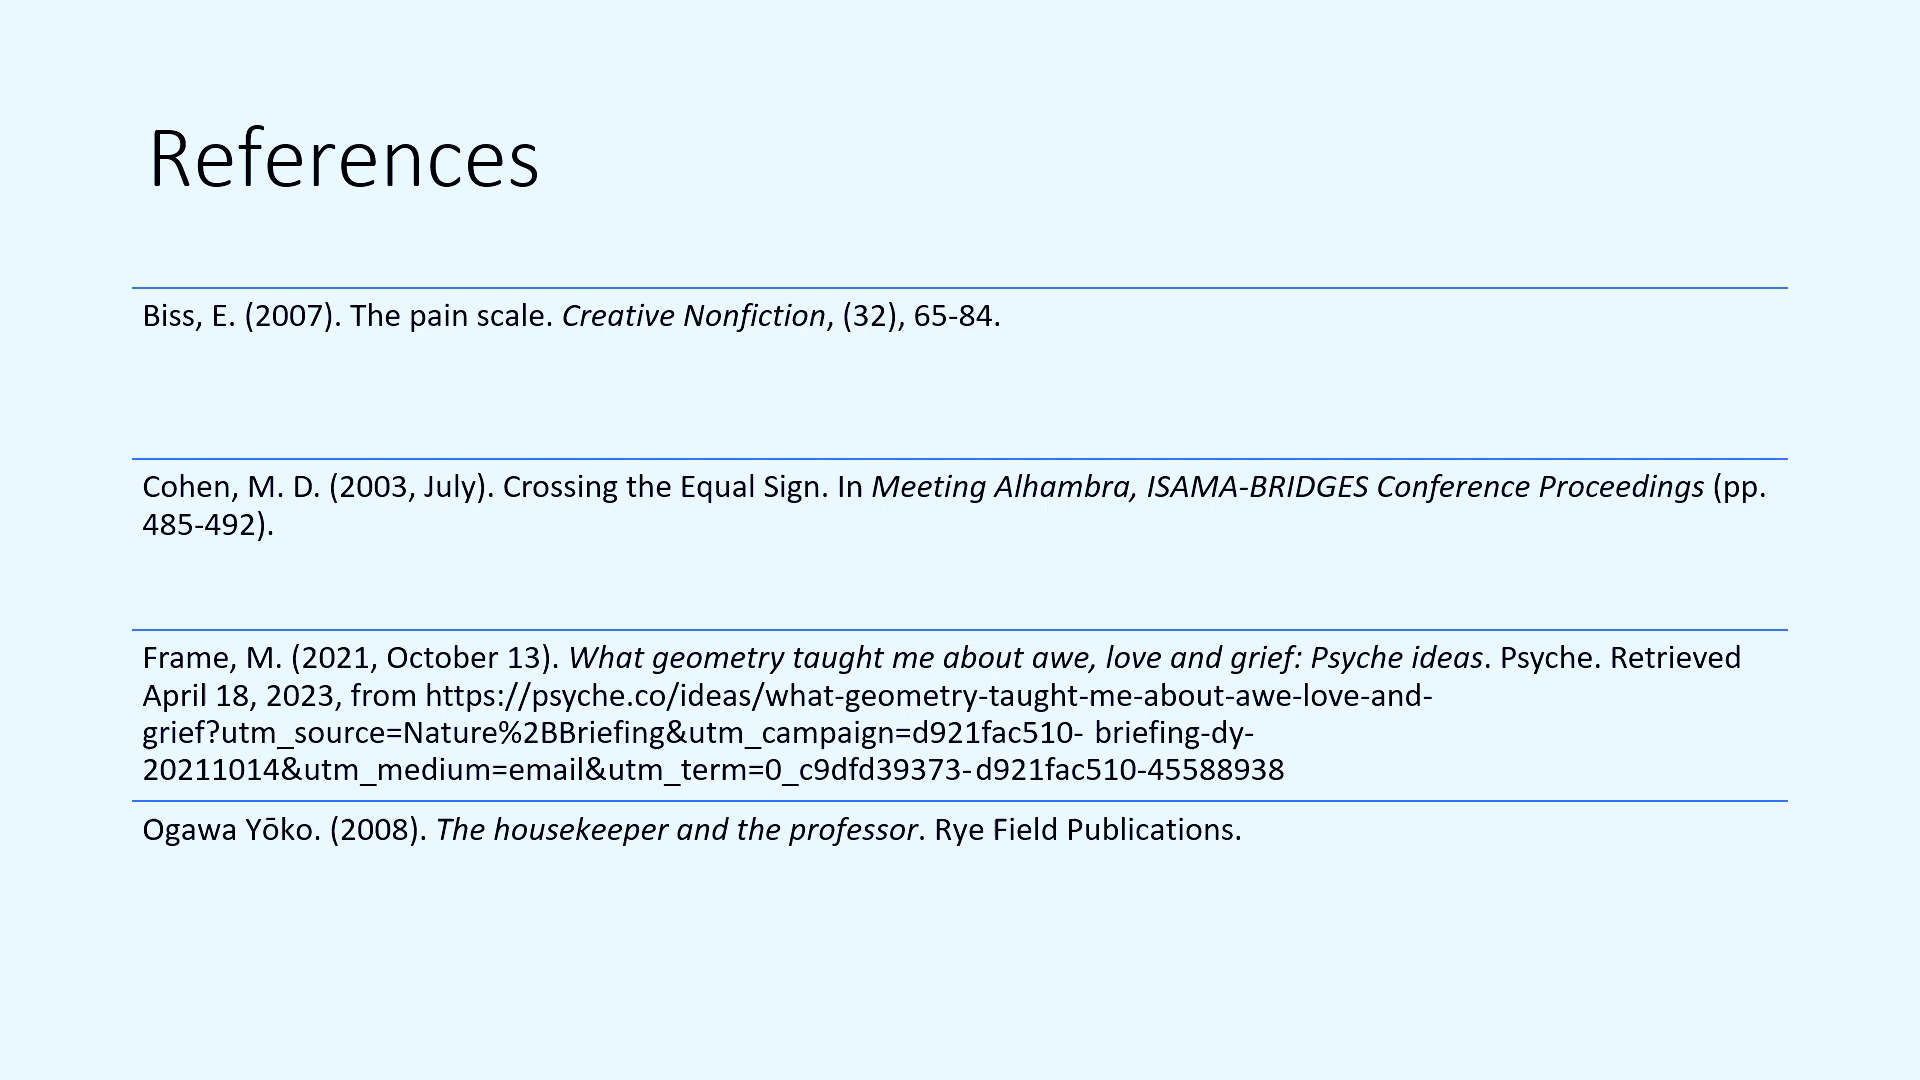 References
Biss, E. (2007). The pain scale. Creative Nonfiction, (32), 65-84.
Cohen, M. D. (2003, July). Crossing the Equal Sign. In Meeting Alhambra, ISAMA-BRIDGES Conference Proceedings (pp.
485-492).
Frame, M. (2021, October 13). What geometry taught me about awe, love and grief: Psyche ideas. Psyche. Retrieved
April 18, 2023, from https://psyche.co/ideas/what-geometry-taught-me-about-awe-love-and-
grief?utm_source=Nature%2BBriefing&utm_campaign=d921fac510- briefing-dy-
20211014&utm_medium=email&utm_term=0_c9dfd39373-d921fac510-45588938
Ogawa Yōko. (2008). The housekeeper and the professor. Rye Field Publications.